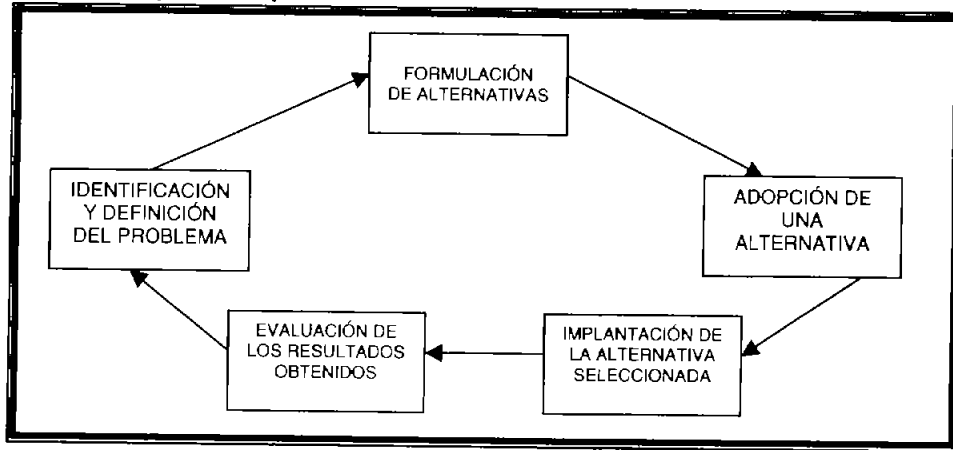 FORMULACIÓN
DE ALTERNATIVAS
IDENTIFICACIÓN
Y DEFINICIÓN
DEL PROBLEMA
ADOPCIÓN DE
UNA
ALTERNATIVA
EVALUACIÓN DE
LOS RESULTADOS
OBTENIDOS
IMPLANTACIÓN DE
LA ALTERNATIVA
SELECCIONADA